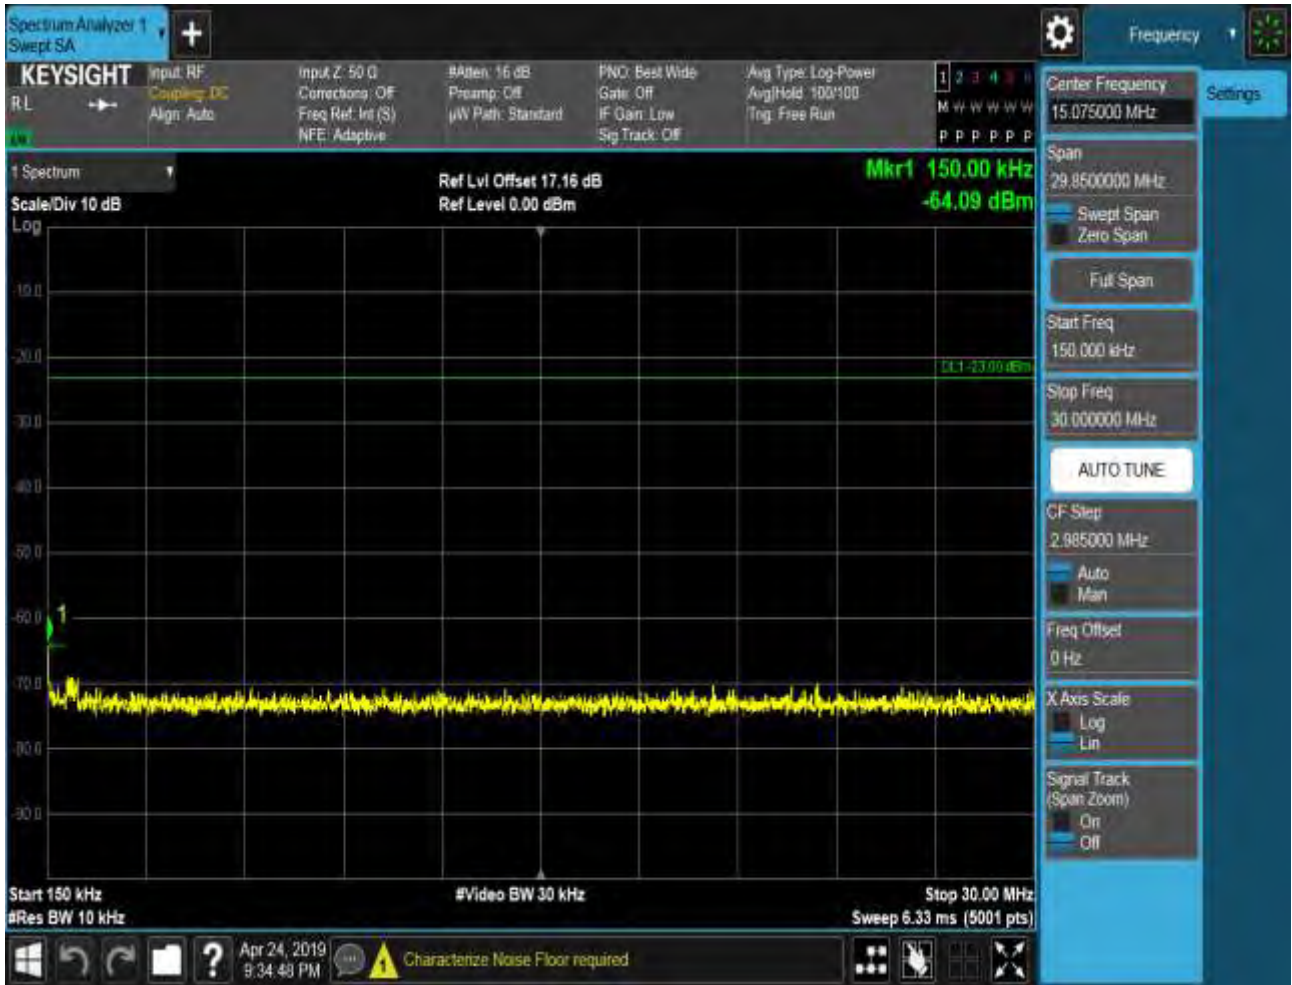 Spectrum Analyzer 1
Swept SA
Frequency
KEYSIGHT
R L
Input: RF
Coupling: DC
Align: Auto
Input Z: 50 Ω
Corrections: Off
Freq Ref: Int (S)
NFE: Adaptive
#Atten: 16 dB
Preamp: Off
µW Path: Standard
PNO: Best Wide
Gate: Off
IF Gain: Low
Sig Track: Off
Avg Type: Log-Power
Avg|Hold: 100/100
Trig: Free Run
1 2 3 4 5 6
M W W W W W
P P P P P P
Center Frequency
15.075000 MHz
Settings
Span
29.8500000 MHz
Swept Span
Zero Span
Full Span
Start Freq
150.000 kHz
Stop Freq
30.000000 MHz
AUTO TUNE
CF Step
2.985000 MHz
Auto
Man
Freq Offset
0 Hz
X Axis Scale
Log
Lin
Signal Track
(Span Zoom)
On
Off
1 Spectrum
Scale/Div 10 dB
Log
Ref Lvl Offset 17.16 dB
Ref Level 0.00 dBm
Mkr1 150.00 kHz
-64.09 dBm
-10.0
-20.0
DL1 -23.00 dBm
-30.0
-40.0
-50.0
-60.0
1
-70.0
-80.0
-90.0
Start 150 kHz
#Video BW 30 kHz
Stop 30.00 MHz
#Res BW 10 kHz
Sweep 6.33 ms (5001 pts)
Apr 24, 2019
9:34:48 PM
Characterize Noise Floor required